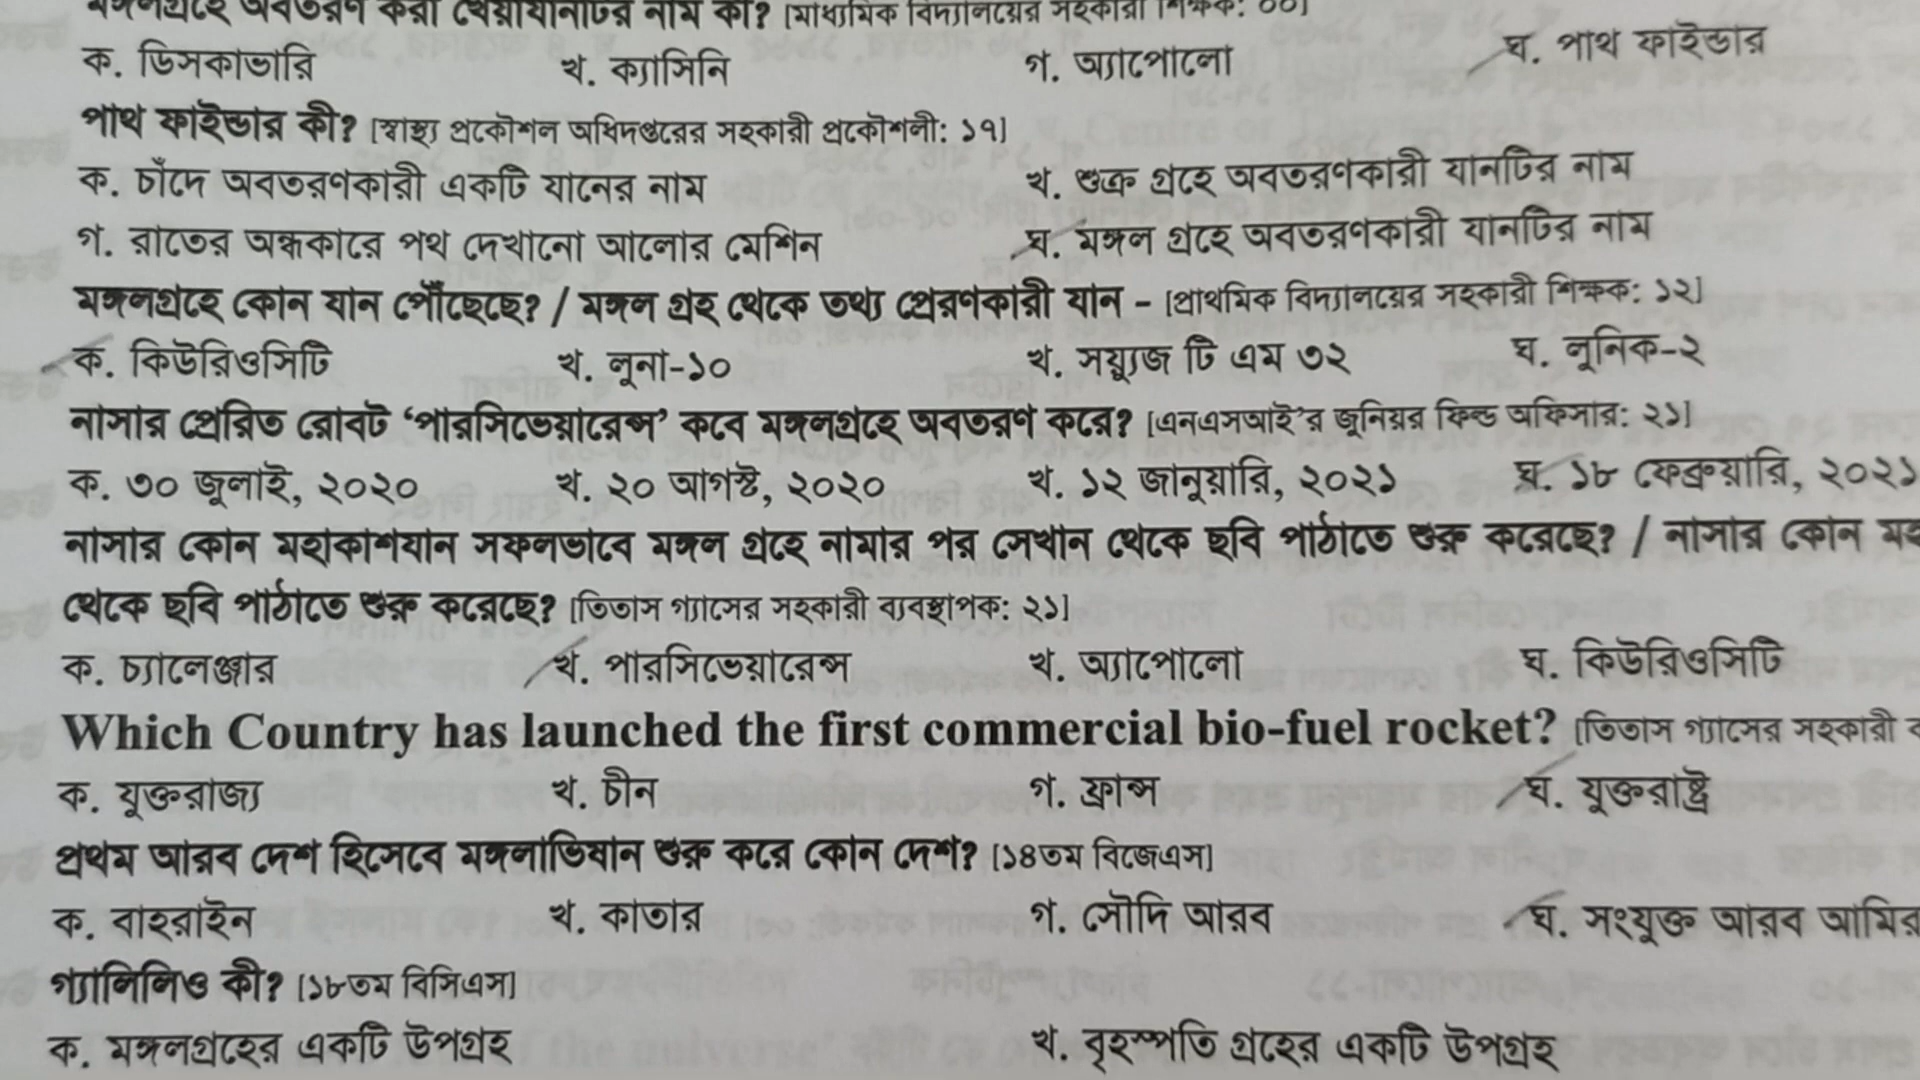 মঙ্গলগ্রহে অবতরণ করা খেয়াযানটির নাম কী? [মাধ্যমিক বিদ্যালয়ের সহকারী শিক্ষক: ০০]
ক. ডিসকাভারি খ. ক্যাসিনি গ. অ্যাপোলো ঘ. পাথ ফাইন্ডার
পাথ ফাইন্ডার কী? [স্বাস্থ্য প্রকৌশল অধিদপ্তরের সহকারী প্রকৌশলী: ১৭]
ক. চাঁদে অবতরণকারী একটি যানের নাম খ. শুক্র গ্রহে অবতরণকারী যানটির নাম
গ. রাতের অন্ধকারে পথ দেখানো আলোর মেশিন ঘ. মঙ্গল গ্রহে অবতরণকারী যানটির নাম
মঙ্গলগ্রহে কোন যান পৌঁছেছে? / মঙ্গল গ্রহ থেকে তথ্য প্রেরণকারী যান - [প্রাথমিক বিদ্যালয়ের সহকারী শিক্ষক: ১২]
ক. কিউরিওসিটি খ. লুনা-১০ খ. সয়ুজ টি এম ৩২ ঘ. লুনিক-২
নাসার প্রেরিত রোবট ‘পারসিভেয়ারেন্স’ কবে মঙ্গলগ্রহে অবতরণ করে? [এনএসআই’র জুনিয়র ফিল্ড অফিসার: ২১]
ক. ৩০ জুলাই, ২০২০ খ. ২০ আগস্ট, ২০২০ খ. ১২ জানুয়ারি, ২০২১ ঘ. ১৮ ফেব্রুয়ারি, ২০২১
নাসার কোন মহাকাশযান সফলভাবে মঙ্গল গ্রহে নামার পর সেখান থেকে ছবি পাঠাতে শুরু করেছে? / নাসার কোন
থেকে ছবি পাঠাতে শুরু করেছে? [তিতাস গ্যাসের সহকারী ব্যবস্থাপক: ২১]
ক. চ্যালেঞ্জার খ. পারসিভেয়ারেন্স খ. অ্যাপোলো ঘ. কিউরিওসিটি
Which Country has launched the first commercial bio-fuel rocket? [তিতাস গ্যাসের সহকারী
ক. যুক্তরাজ্য খ. চীন গ. ফ্রান্স ঘ. যুক্তরাষ্ট্র
প্রথম আরব দেশ হিসেবে মঙ্গলাভিযান শুরু করে কোন দেশ? [১৪তম বিজেএস]
ক. বাহরাইন খ. কাতার গ. সৌদি আরব ঘ. সংযুক্ত আরব আমির
গ্যালিলিও কী? [১৮তম বিসিএস]
ক. মঙ্গলগ্রহের একটি উপগ্রহ খ. বৃহস্পতি গ্রহের একটি উপগ্রহ